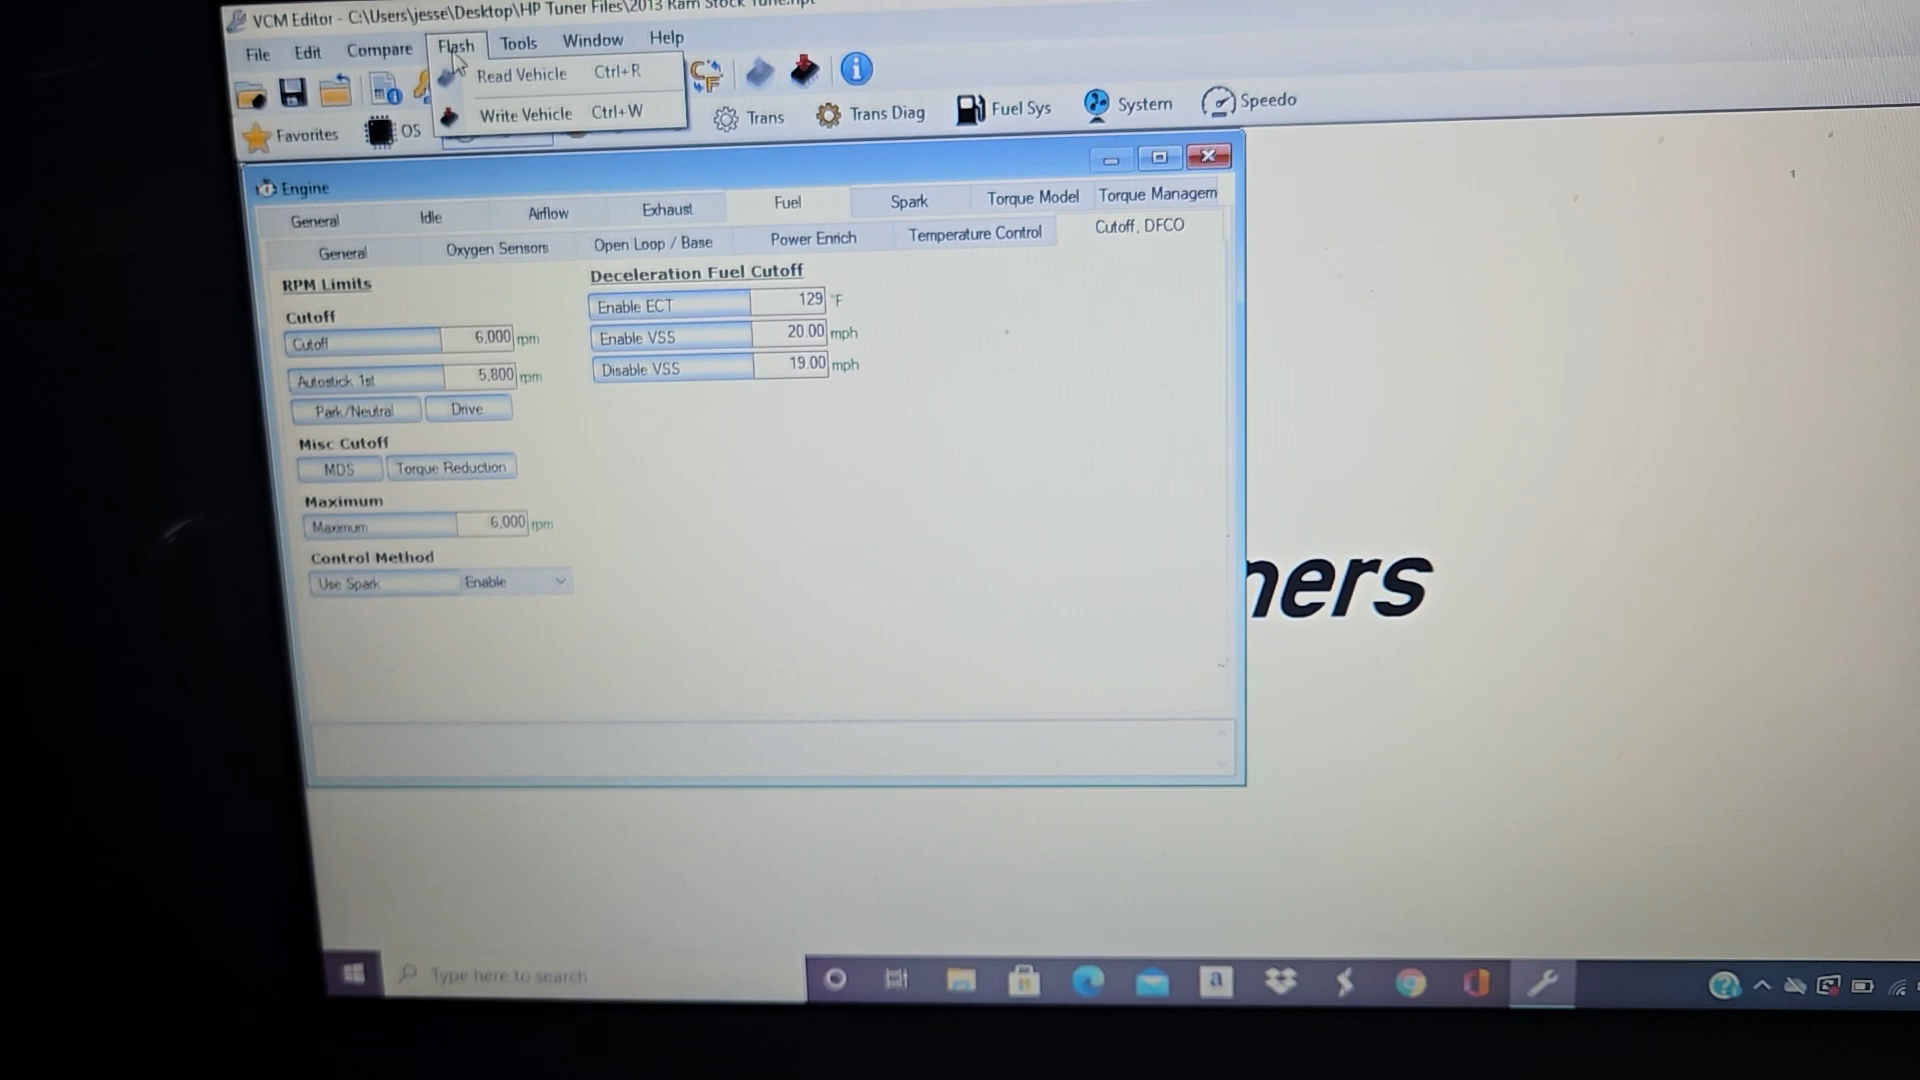 VCM Editor - C:\Users\jesse\Desktop\HP Tuner Files\2013 Ram Stock Tune.hpt
File Edit Compare Flash Tools Window Help
Read Vehicle Ctrl+R
Write Vehicle Ctrl+W
Favorites OS Trans Trans Diag Fuel Sys System Speedo
Engine
General Idle Airflow Exhaust Fuel Spark Torque Model Torque Managem
General Oxygen Sensors Open Loop / Base Power Enrich Temperature Control Cutoff, DFCO
RPM Limits
Cutoff
Cutoff 6,000 rpm
Autostick 1st 5,800 rpm
Park/Neutral Drive
Misc Cutoff
MDS Torque Reduction
Maximum
Maximum 6,000 rpm
Control Method
Use Spark Enable
Deceleration Fuel Cutoff
Enable ECT 129 °F
Enable VSS 20.00 mph
Disable VSS 19.00 mph
ners
Type here to search